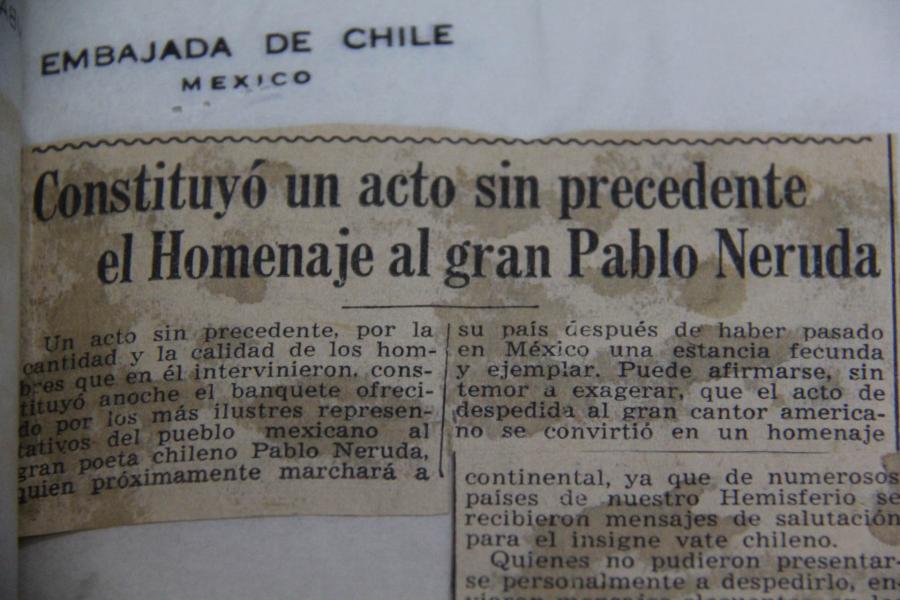 EMBAJADA DE CHILE
MEXICO
Constituyó un acto sin precedente
el Homenaje al gran Pablo Neruda
Un acto sin precedente, por la
cantidad y la calidad de los hom-
bres que en él intervinieron, cons-
tituyó anoche el banquete ofreci-
do por los más ilustres represen-
tativos del pueblo mexicano al
gran poeta chileno Pablo Neruda,
quien próximamente marchará a
su país después de haber pasado
en México una estancia fecunda
y ejemplar. Puede afirmarse, sin
temor a exagerar, que el acto de
despedida al gran cantor america-
no se convirtió en un homenaje
continental, ya que de numerosos
países de nuestro Hemisferio se
recibieron mensajes de salutación
para el insigne vate chileno.
Quienes no pudieron presentar-
se personalmente a despedirlo, en-